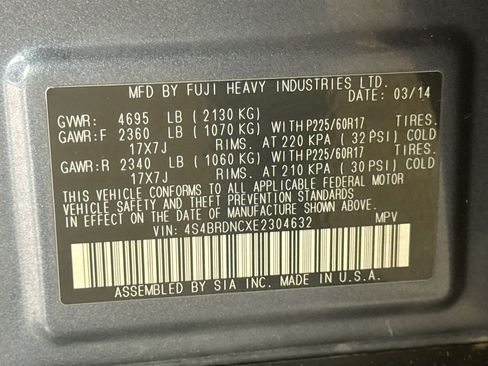 MFD BY FUJI HEAVY INDUSTRIES LTD.
DATE: 03/14
GVWR: 4695 LB (2130 KG)
GAWR:F 2360 LB (1070 KG) WITH P225/60R17 TIRES.
17X7J RIMS. AT 220 KPA (32 PSI) COLD
GAWR:R 2340 LB (1060 KG) WITH P225/60R17 TIRES.
17X7J RIMS. AT 210 KPA (30 PSI) COLD
THIS VEHICLE CONFORMS TO ALL APPLICABLE FEDERAL MOTOR
VEHICLE SAFETY AND THEFT PREVENTION STANDARDS IN EFFECT
ON THE DATE OF MANUFACTURE SHOWN ABOVE.
VIN: 4S4BRDNCXE2304632 MPV
ASSEMBLED BY SIA INC. MADE IN U.S.A.